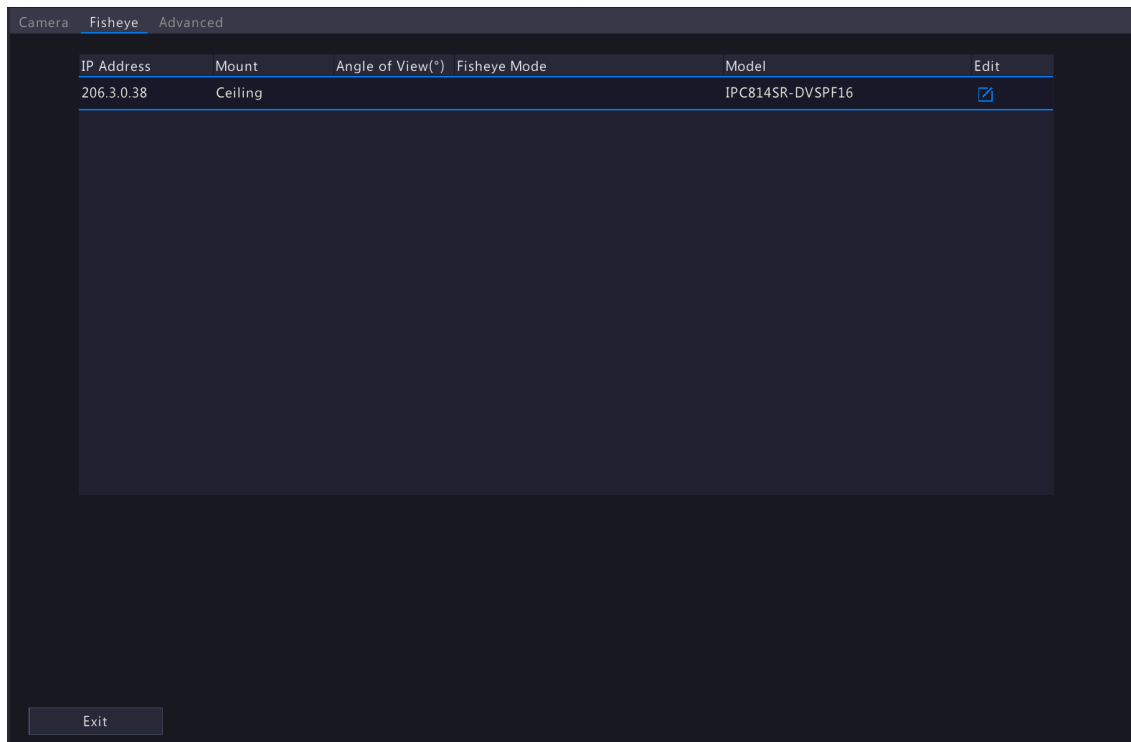 Camera Fisheye Advanced
IP Address Mount Angle of View(°) Fisheye Mode Model Edit
206.3.0.38 Ceiling IPC814SR-DVSPF16
Exit